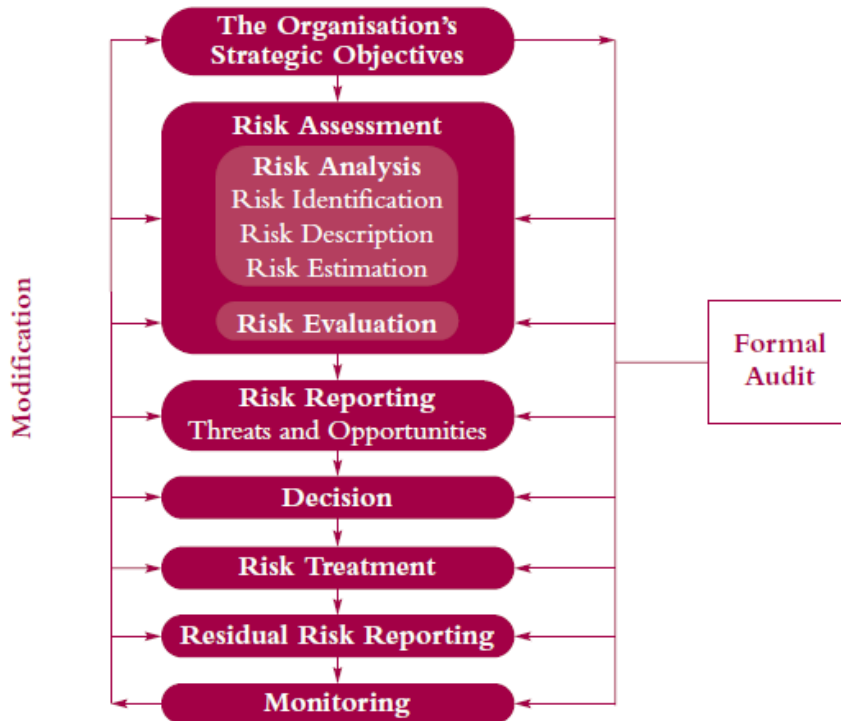 The Organisation's
Strategic Objectives
Risk Assessment
Risk Analysis
Risk Identification
Risk Description
Risk Estimation
Risk Evaluation
Risk Reporting
Threats and Opportunities
Decision
Risk Treatment
Residual Risk Reporting
Monitoring
Modification
Formal
Audit